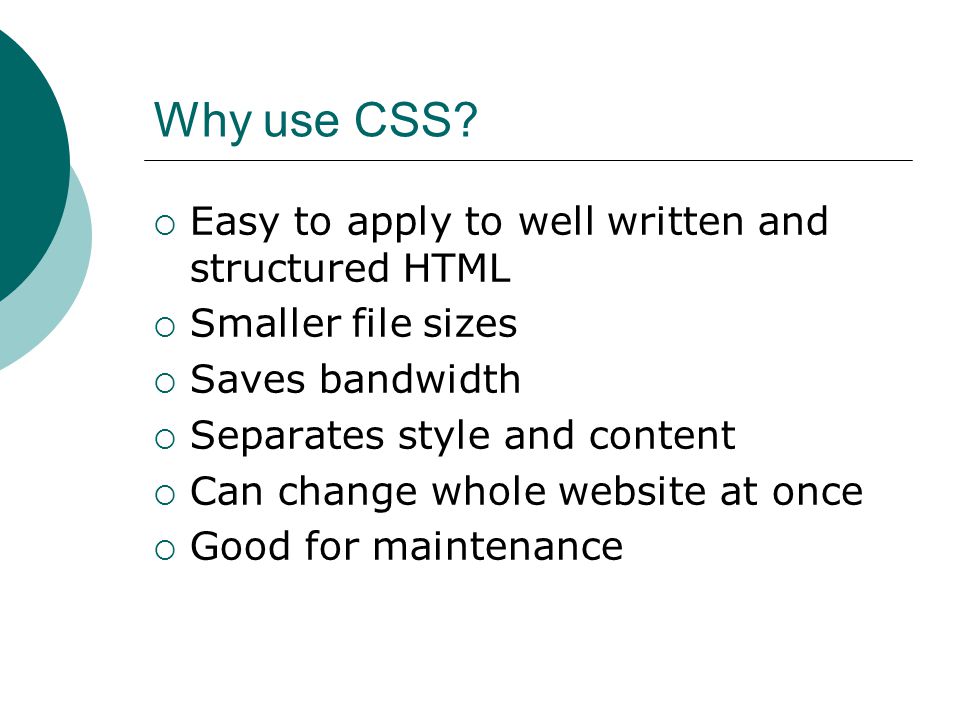 Why use CSS?
Easy to apply to well written and
structured HTML
Smaller file sizes
Saves bandwidth
Separates style and content
Can change whole website at once
Good for maintenance